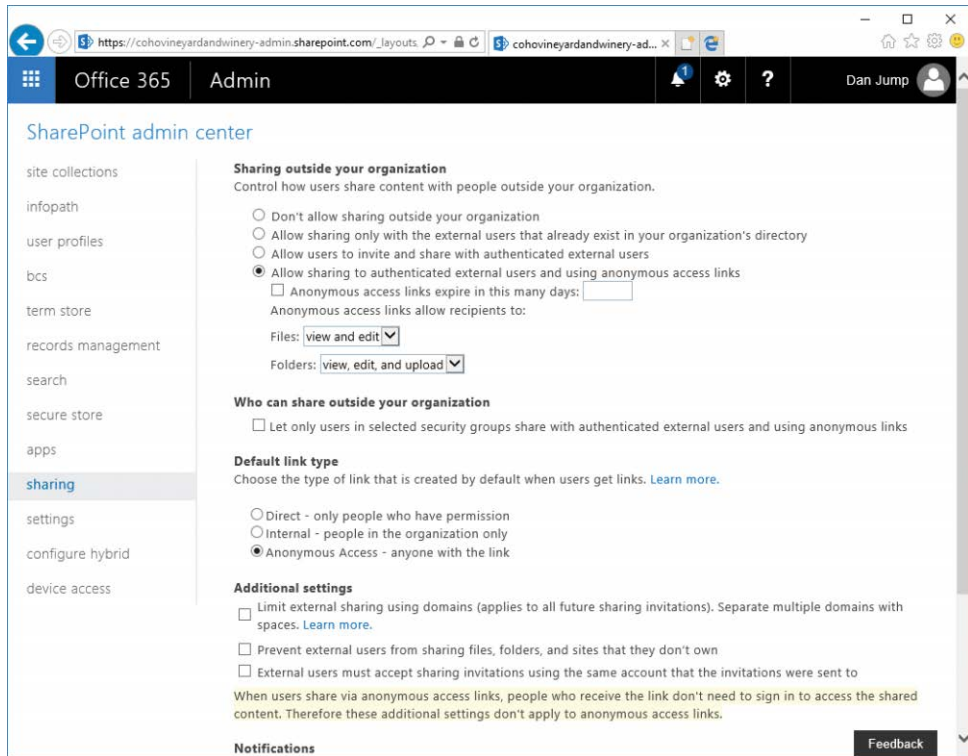 https://cohovineyardandwinery-admin.sharepoint.com/_layouts
cohovineyardandwinery-ad...
Office 365
Admin
1
?
Dan Jump
SharePoint admin center
site collections
infopath
user profiles
bcs
term store
records management
search
secure store
apps
sharing
settings
configure hybrid
device access
Sharing outside your organization
Control how users share content with people outside your organization.
Don't allow sharing outside your organization
Allow sharing only with the external users that already exist in your organization's directory
Allow users to invite and share with authenticated external users
Allow sharing to authenticated external users and using anonymous access links
Anonymous access links expire in this many days:
Anonymous access links allow recipients to:
Files: view and edit
Folders: view, edit, and upload
Who can share outside your organization
Let only users in selected security groups share with authenticated external users and using anonymous links
Default link type
Choose the type of link that is created by default when users get links. Learn more.
Direct - only people who have permission
Internal - people in the organization only
Anonymous Access - anyone with the link
Additional settings
Limit external sharing using domains (applies to all future sharing invitations). Separate multiple domains with
spaces. Learn more.
Prevent external users from sharing files, folders, and sites that they don't own
External users must accept sharing invitations using the same account that the invitations were sent to
When users share via anonymous access links, people who receive the link don't need to sign in to access the shared
content. Therefore these additional settings don't apply to anonymous access links.
Notifications
Feedback